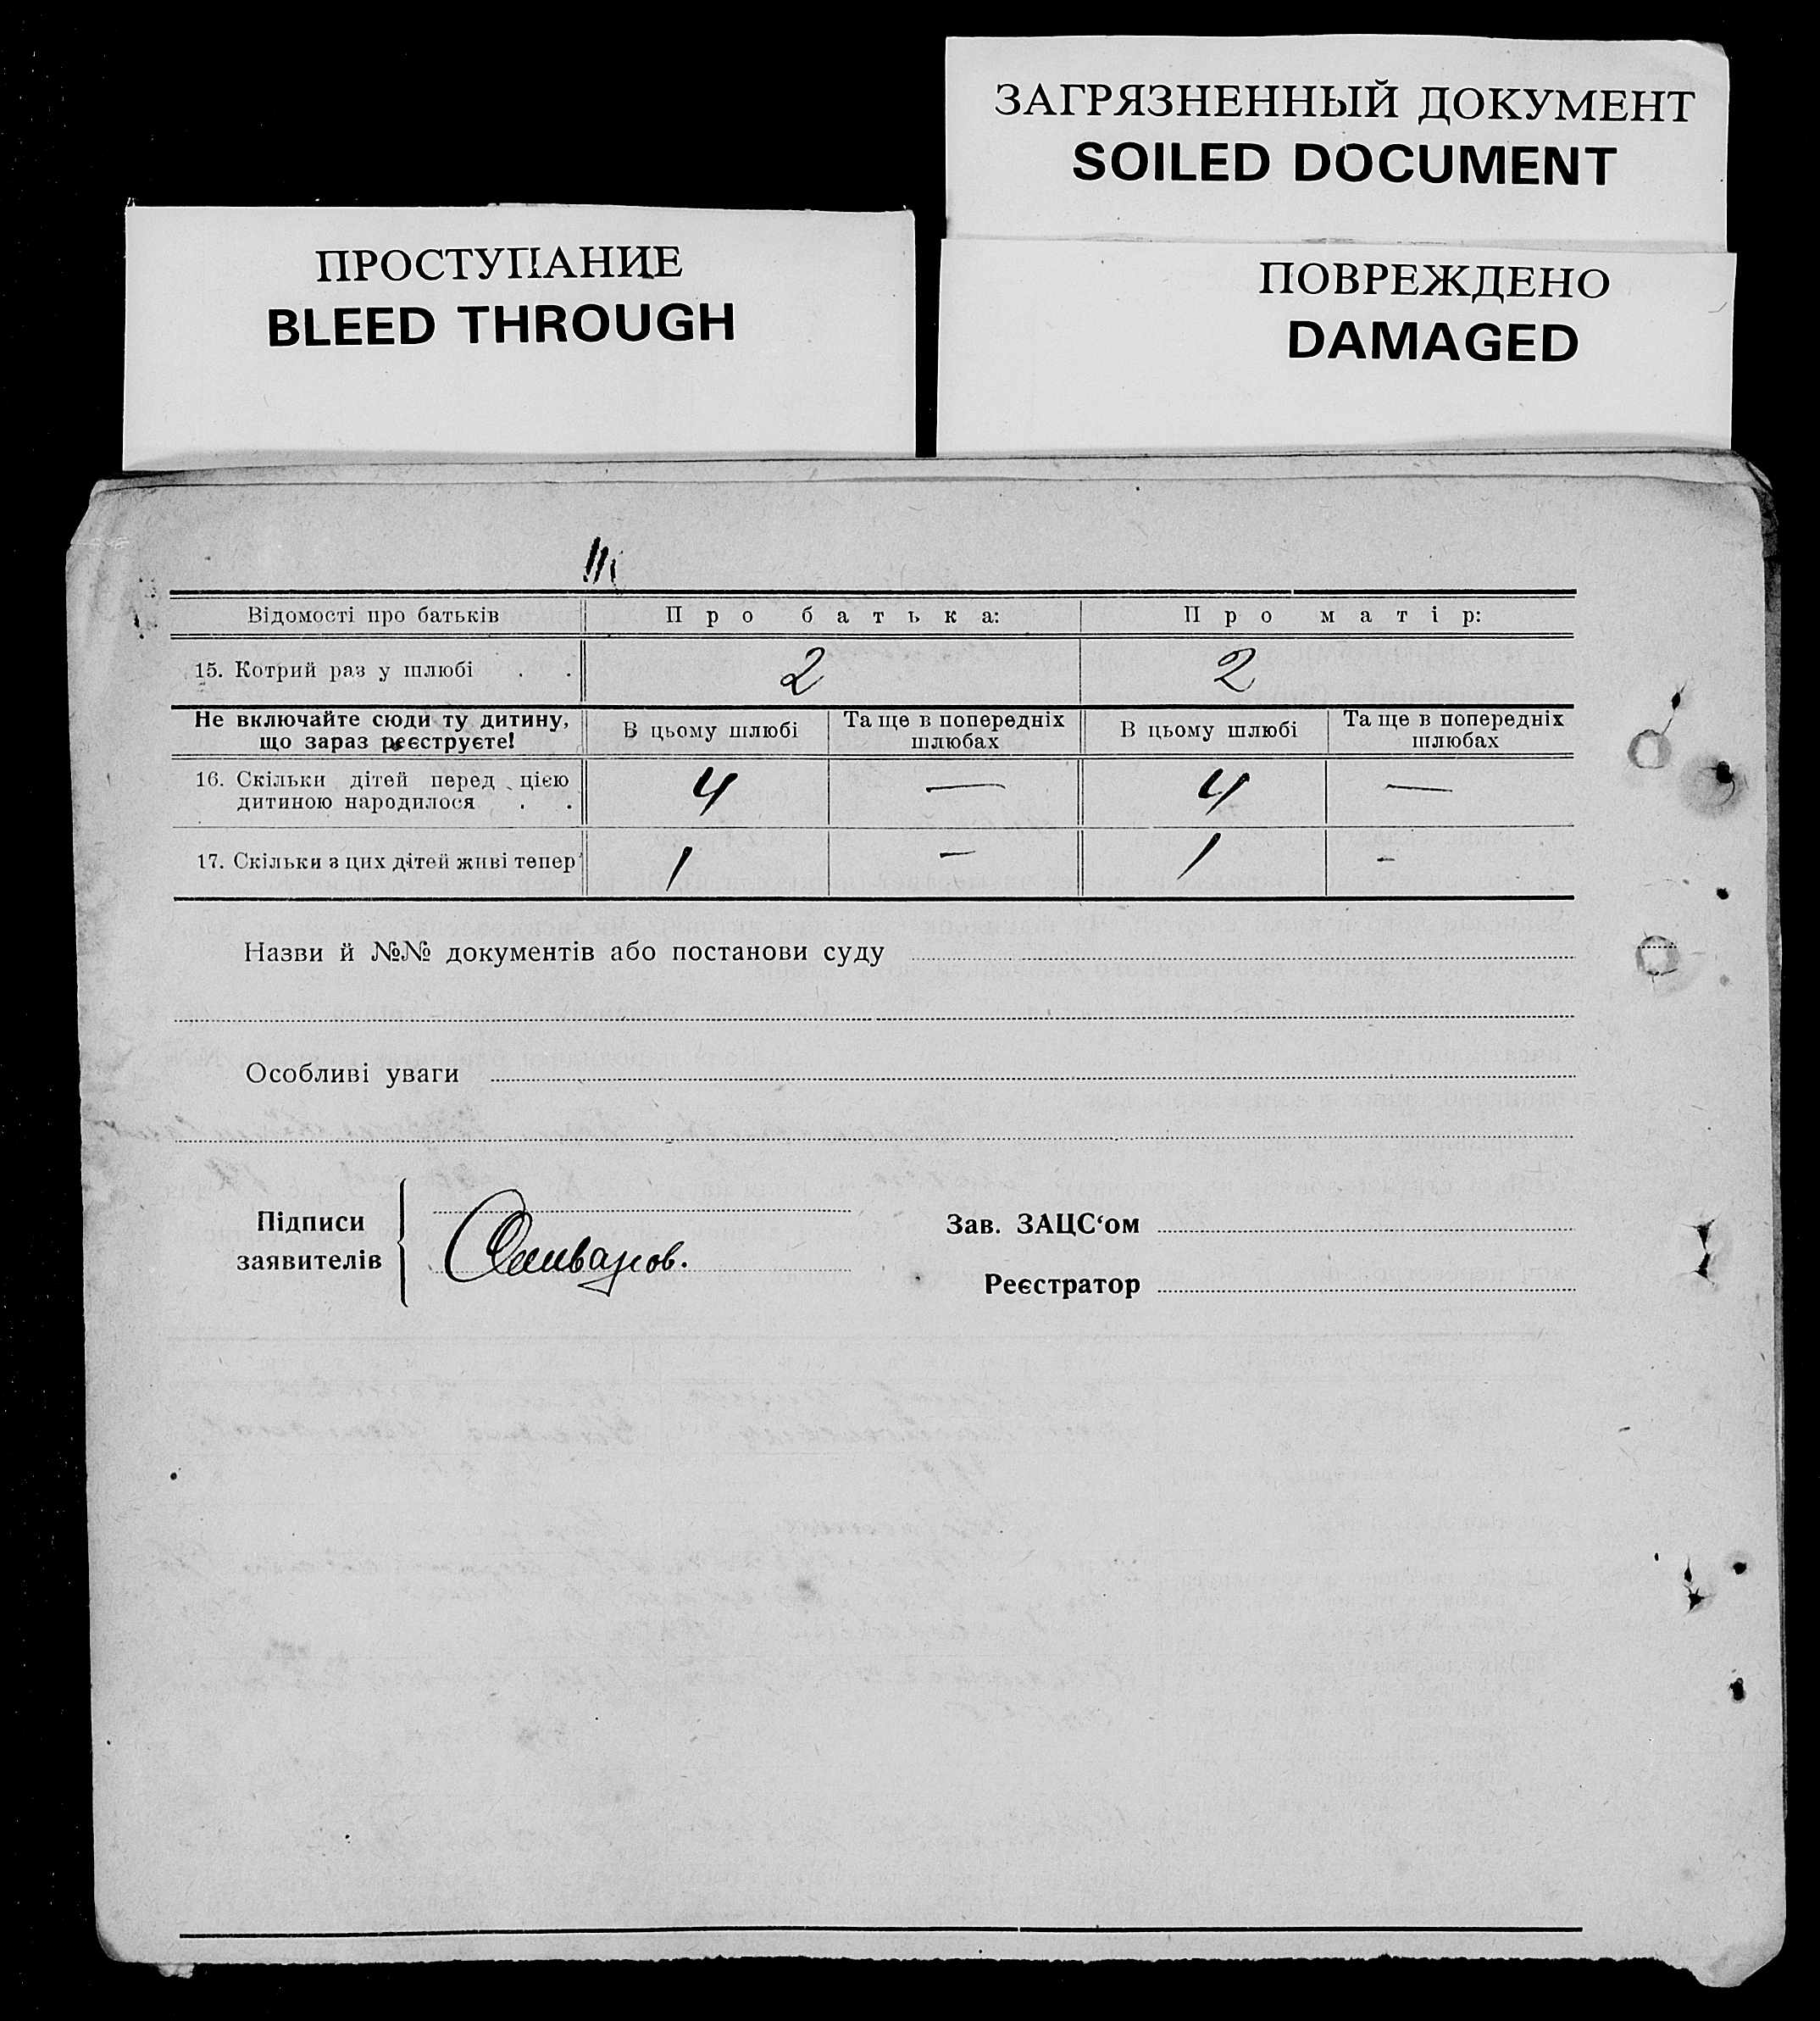 ЗАГРЯЗНЕННЫЙ ДОКУМЕНТ
SOILED DOCUMENT
ПРОСТУПАНИЕ
BLEED THROUGH
ПОВРЕЖДЕНО
DAMAGED
Відомості про батьків Про батька: Про матір:
15. Котрий раз у шлюбі . . 2 2
Не включайте сюди ту дитину, що зараз реєструєте! В цьому шлюбі Та ще в попередніх шлюбах В цьому шлюбі Та ще в попередніх шлюбах
16. Скільки дітей перед цією дитиною народилося . . 4 — 4 —
17. Скільки з цих дітей живі тепер 1 — 1 -
Назви й №№ документів або постанови суду
Особливі уваги
Підписи заявителів
Зав. ЗАЦС‘ом
Реєстратор